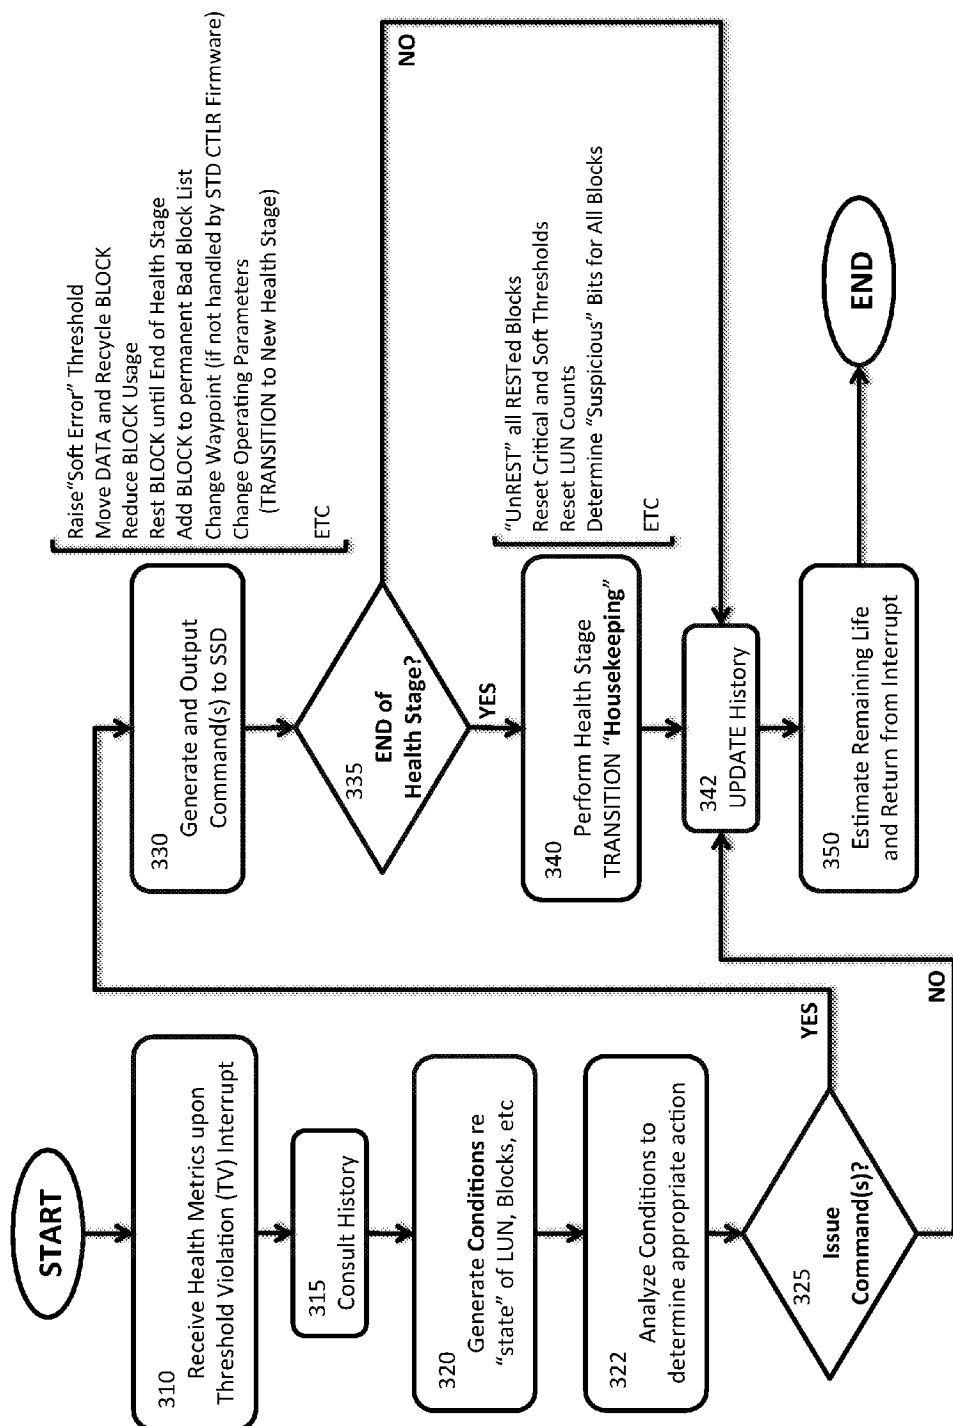 START
310
Receive Health Metrics upon
Threshold Violation (TV) Interrupt
315
Consult History
320
Generate Conditions re
“state” of LUN, Blocks, etc
322
Analyze Conditions to
determine appropriate action
325
Issue
Command(s)?
YES
NO
330
Generate and Output
Command(s) to SSD
Raise“Soft Error” Threshold
Move DATA and Recycle BLOCK
Reduce BLOCK Usage
Rest BLOCK until End of Health Stage
Add BLOCK to permanent Bad Block List
Change Waypoint (if not handled by STD CTLR Firmware)
Change Operating Parameters
(TRANSITION to New Health Stage)
ETC
335
END of
Health Stage?
YES
NO
340
Perform Health Stage
TRANSITION “Housekeeping”
“UnREST” all RESTed Blocks
Reset Critical and Soft Thresholds
Reset LUN Counts
Determine “Suspicious” Bits for All Blocks
ETC
342
UPDATE History
350
Estimate Remaining Life
and Return from Interrupt
END